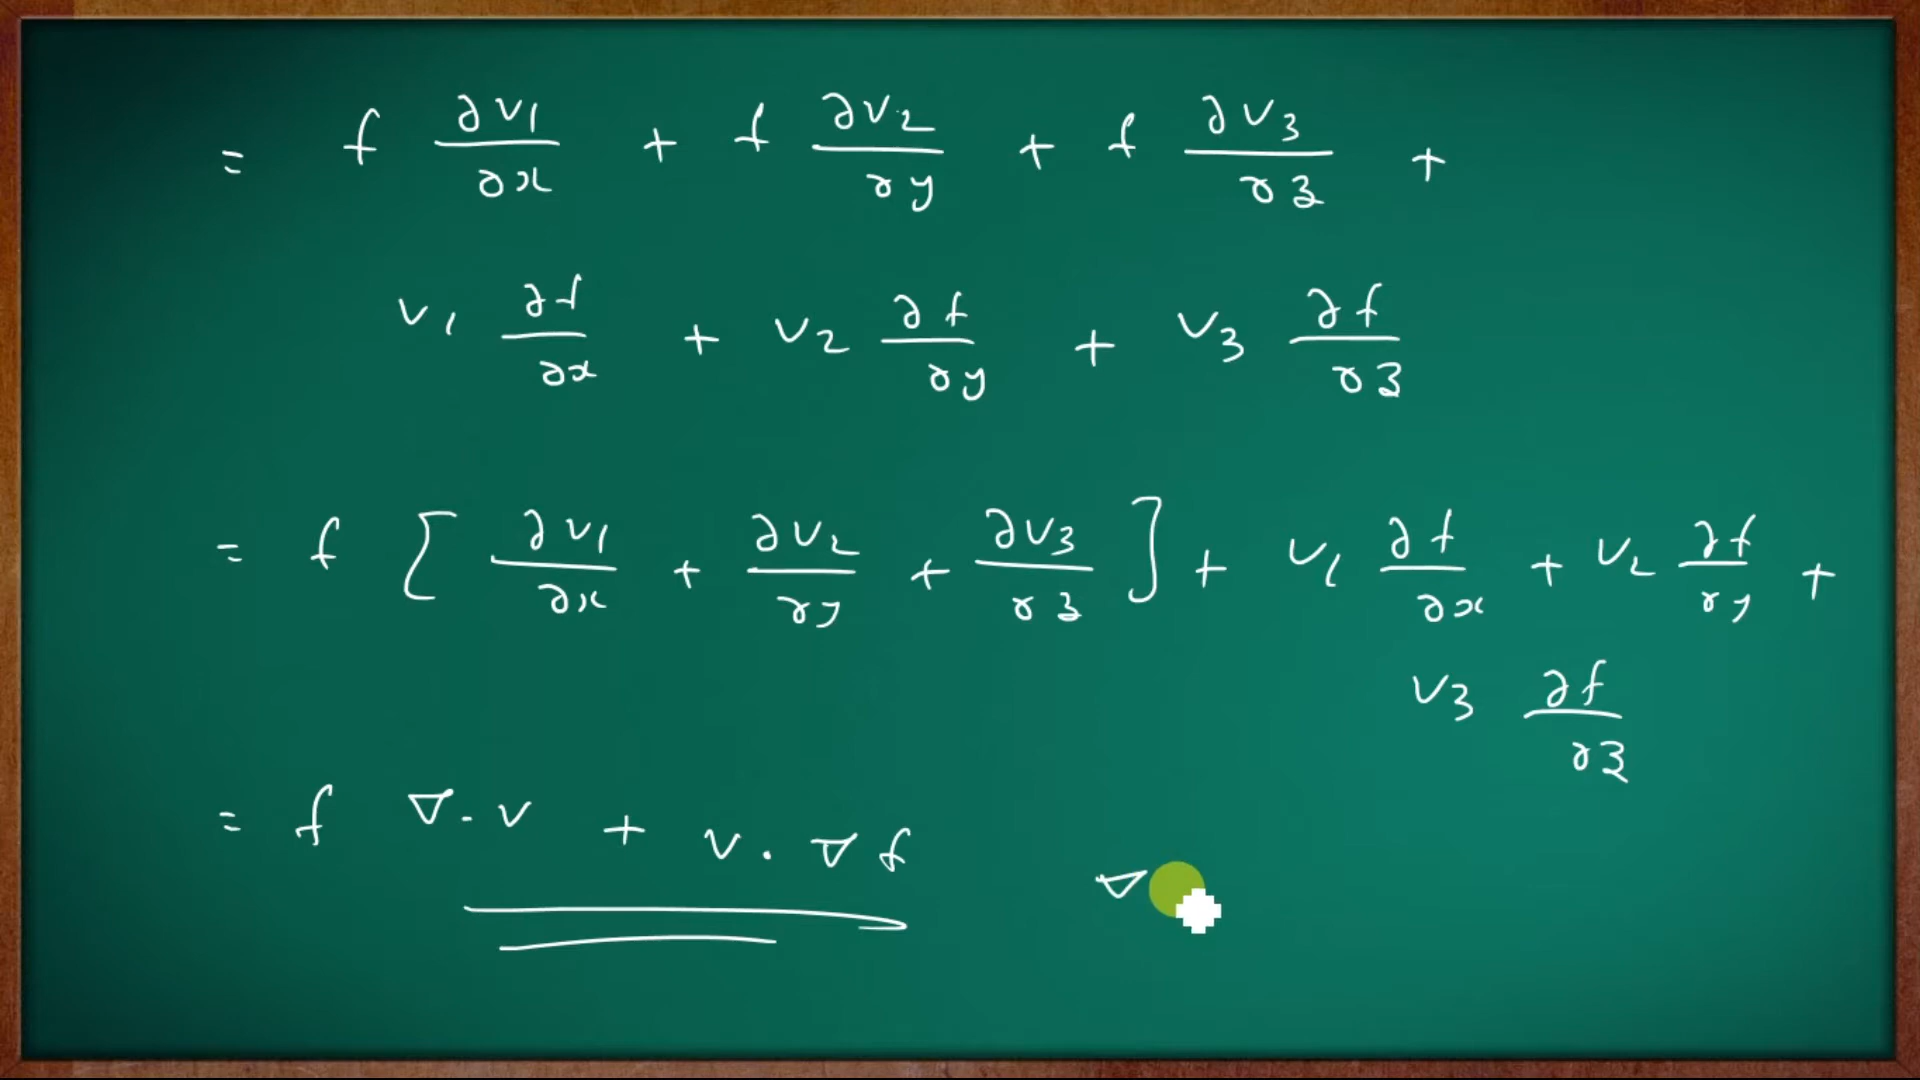 = f ∂v1/∂x + f ∂v2/∂y + f ∂v3/∂z +
v1 ∂f/∂x + v2 ∂f/∂y + v3 ∂f/∂z
= f [ ∂v1/∂x + ∂v2/∂y + ∂v3/∂z ] + v1 ∂f/∂x + v2 ∂f/∂y +
v3 ∂f/∂z
= f ∇·v + v·∇f
∇